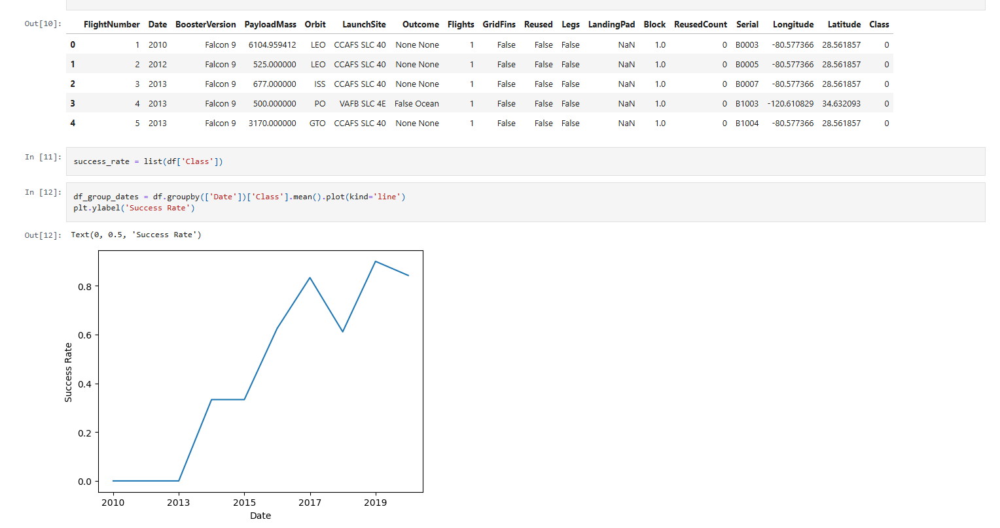 Out[10]: FlightNumber Date BoosterVersion PayloadMass Orbit LaunchSite Outcome Flights GridFins Reused Legs LandingPad Block ReusedCount Serial Longitude Latitude Class
0 1 2010 Falcon 9 6104.959412 LEO CCAFS SLC 40 None None 1 False False False NaN 1.0 0 B0003 -80.577366 28.561857 0
1 2 2012 Falcon 9 525.000000 LEO CCAFS SLC 40 None None 1 False False False NaN 1.0 0 B0005 -80.577366 28.561857 0
2 3 2013 Falcon 9 677.000000 ISS CCAFS SLC 40 None None 1 False False False NaN 1.0 0 B0007 -80.577366 28.561857 0
3 4 2013 Falcon 9 500.000000 PO VAFB SLC 4E False Ocean 1 False False False NaN 1.0 0 B1003 -120.610829 34.632093 0
4 5 2013 Falcon 9 3170.000000 GTO CCAFS SLC 40 None None 1 False False False NaN 1.0 0 B1004 -80.577366 28.561857 0
In [11]: success_rate = list(df['Class'])
In [12]: df_group_dates = df.groupby(['Date'])['Class'].mean().plot(kind='line')
plt.ylabel('Success Rate')
Out[12]: Text(0, 0.5, 'Success Rate')
0.8
0.6
0.4
0.2
0.0
Success Rate
2010 2013 2015 2017 2019
Date